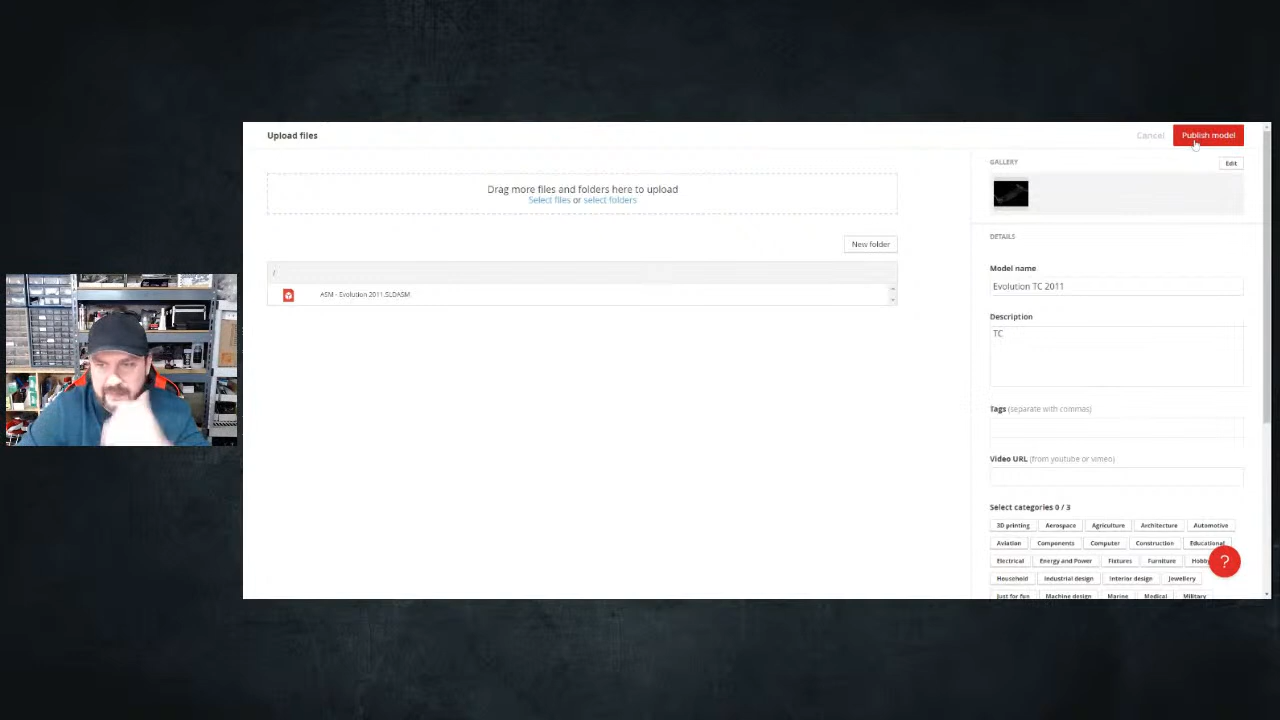 Upload files
Cancel
Publish model
Drag more files and folders here to upload
Select files or select folders
New folder
/
ASM - Evolution 2011.SLDASM
GALLERY
Edit
DETAILS
Model name
Evolution TC 2011
Description
TC
Tags (separate with commas)
Video URL (from youtube or vimeo)
Select categories 0 / 3
3D printing Aerospace Agriculture Architecture Automotive
Aviation Components Computer Construction Educational
Electrical Energy and Power Fixtures Furniture
Household Industrial design Interior design Jewellery
Just for fun Machine design Marine Medical Military
?